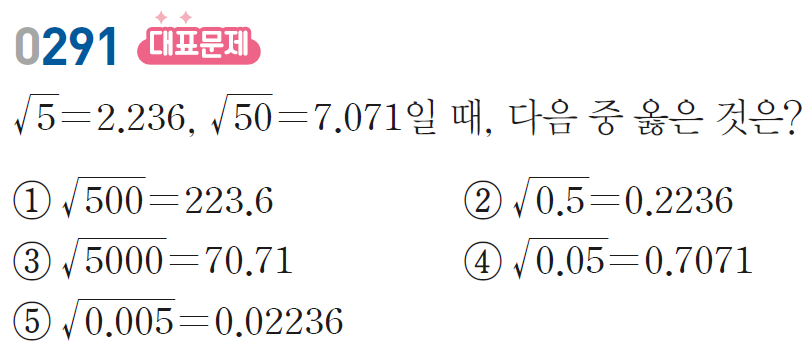 0291 대표문제
√5=2.236, √50=7.071일 때, 다음 중 옳은 것은?
① √500=223.6 ② √0.5=0.2236
③ √5000=70.71 ④ √0.05=0.7071
⑤ √0.005=0.02236